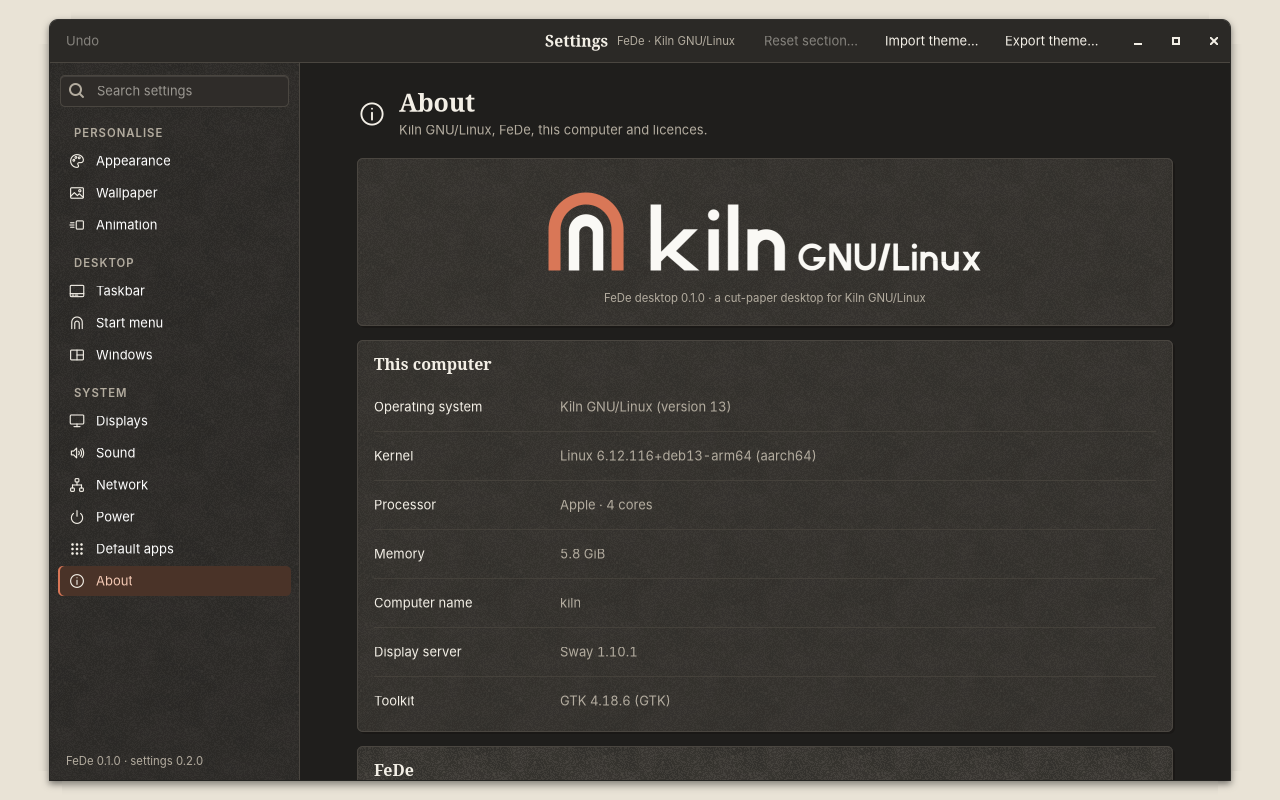 Undo
Settings FeDe · Kiln GNU/Linux
Reset section...
Import theme...
Export theme...
Search settings
PERSONALISE
Appearance
Wallpaper
Animation
DESKTOP
Taskbar
Start menu
Windows
SYSTEM
Displays
Sound
Network
Power
Default apps
About
FeDe 0.1.0 · settings 0.2.0
About
Kiln GNU/Linux, FeDe, this computer and licences.
kiln GNU/Linux
FeDe desktop 0.1.0 · a cut-paper desktop for Kiln GNU/Linux
This computer
Operating system Kiln GNU/Linux (version 13)
Kernel Linux 6.12.116+deb13-arm64 (aarch64)
Processor Apple · 4 cores
Memory 5.8 GiB
Computer name kiln
Display server Sway 1.10.1
Toolkit GTK 4.18.6 (GTK)
FeDe